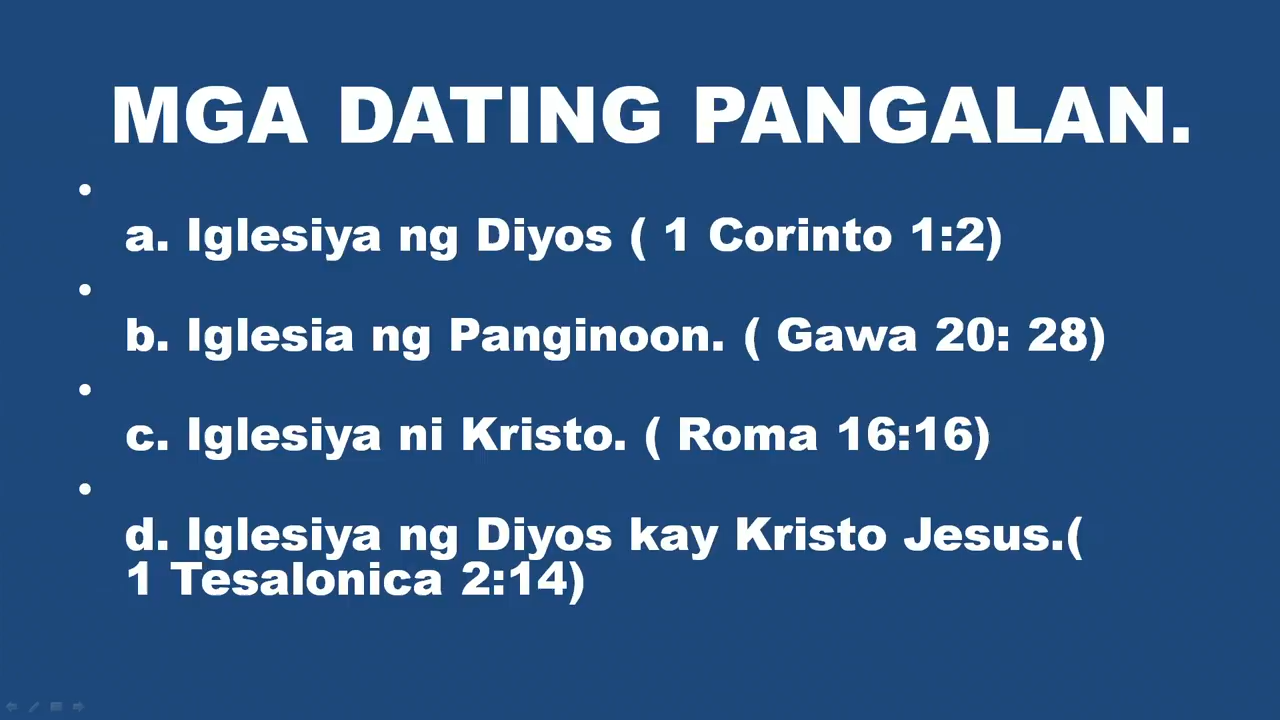 MGA DATING PANGALAN.
a. Iglesiya ng Diyos ( 1 Corinto 1:2)
b. Iglesia ng Panginoon. ( Gawa 20: 28)
c. Iglesiya ni Kristo. ( Roma 16:16)
d. Iglesiya ng Diyos kay Kristo Jesus.(
1 Tesalonica 2:14)